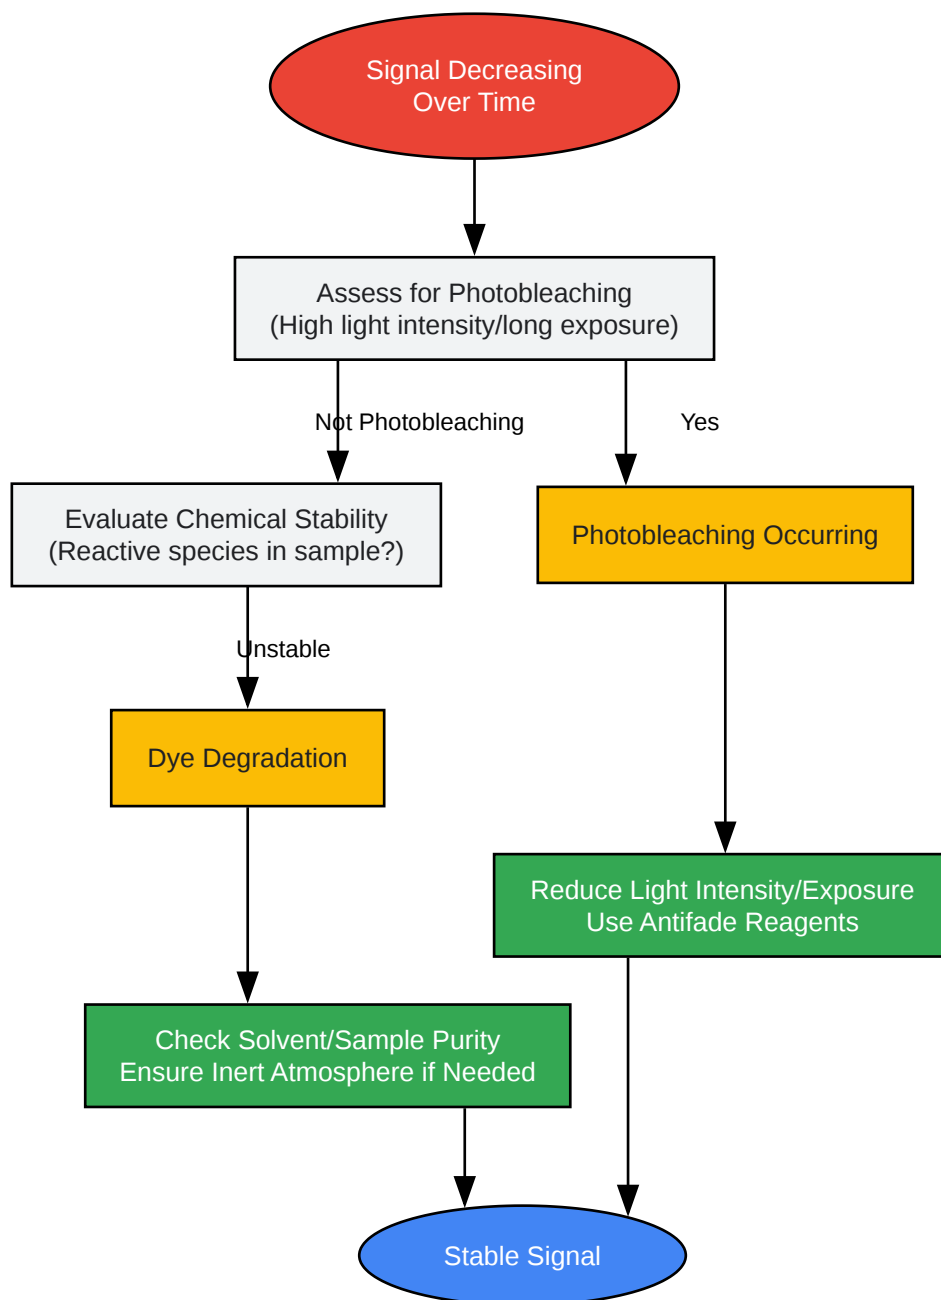 Signal Decreasing
Over Time
Assess for Photobleaching
(High light intensity/long exposure)
Not Photobleaching
Yes
Evaluate Chemical Stability
(Reactive species in sample?)
Photobleaching Occurring
Unstable
Dye Degradation
Reduce Light Intensity/Exposure
Use Antifade Reagents
Check Solvent/Sample Purity
Ensure Inert Atmosphere if Needed
Stable Signal